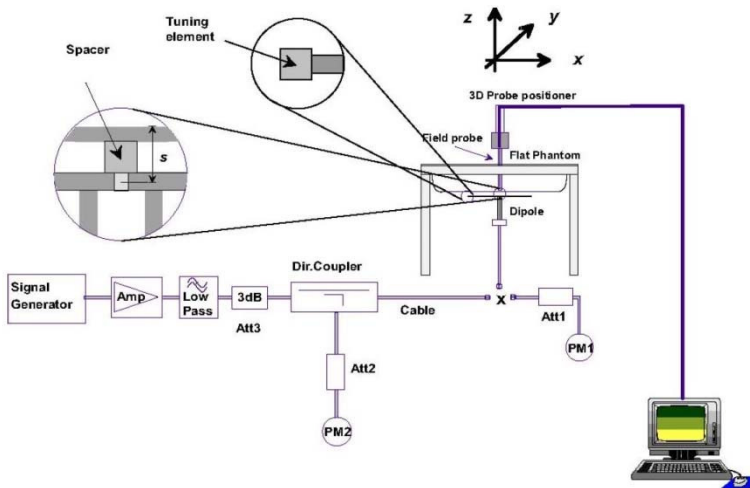 Tuning
element
Spacer
s
z
y
x
3D Probe positioner
Field probe
Flat Phantom
Dipole
Signal
Generator
Amp
Low
Pass
3dB
Att3
Dir.Coupler
Cable
x
Att1
PM1
Att2
PM2